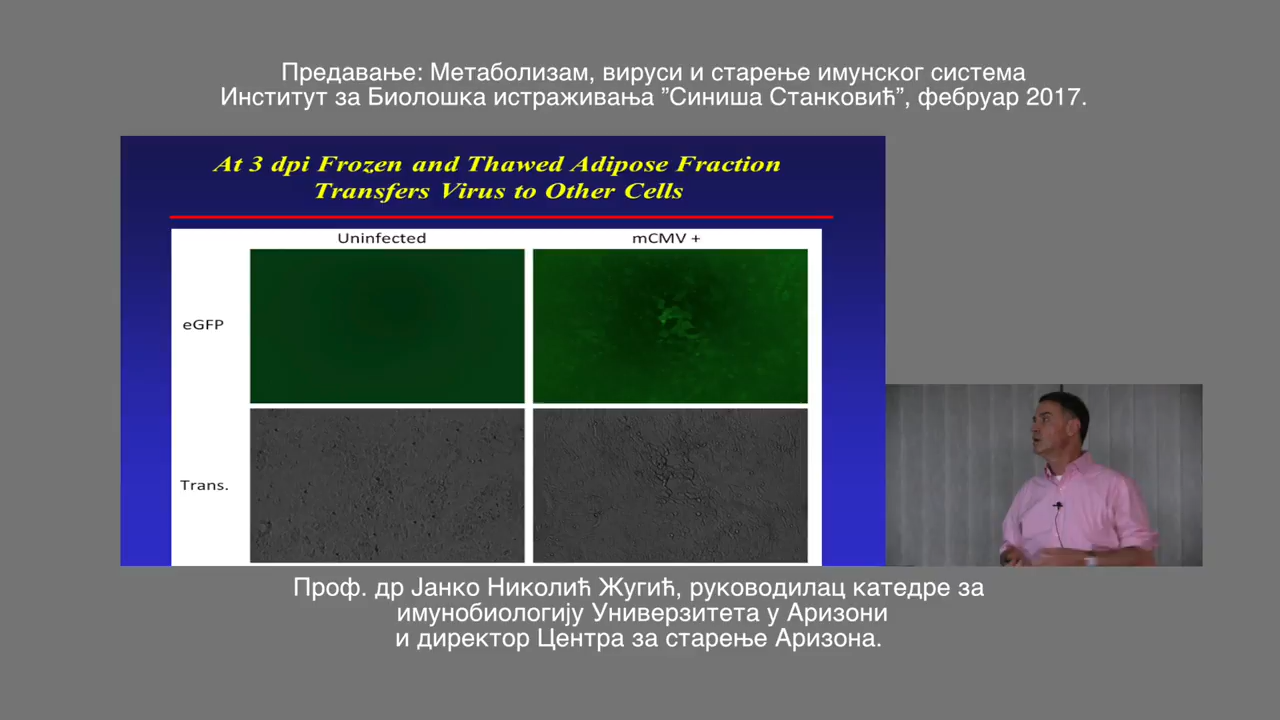 Предавање: Метаболизам, вируси и старење имунског система
Институт за Биолошка истраживања ”Синиша Станковић”, фебруар 2017.
At 3 dpi Frozen and Thawed Adipose Fraction
Transfers Virus to Other Cells
Uninfected
mCMV +
eGFP
Trans.
Проф. др Јанко Николић Жугић, руководилац катедре за
имунобиологију Универзитета у Аризони
и директор Центра за старење Аризона.